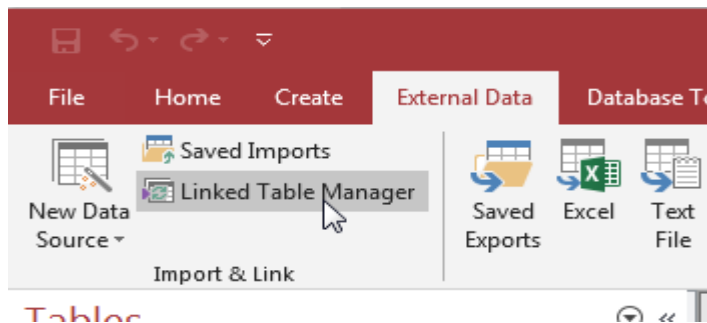 File Home Create External Data Database To
Saved Imports
Linked Table Manager
New Data
Source
Import & Link
Saved
Exports
Excel
Text
File
Tables